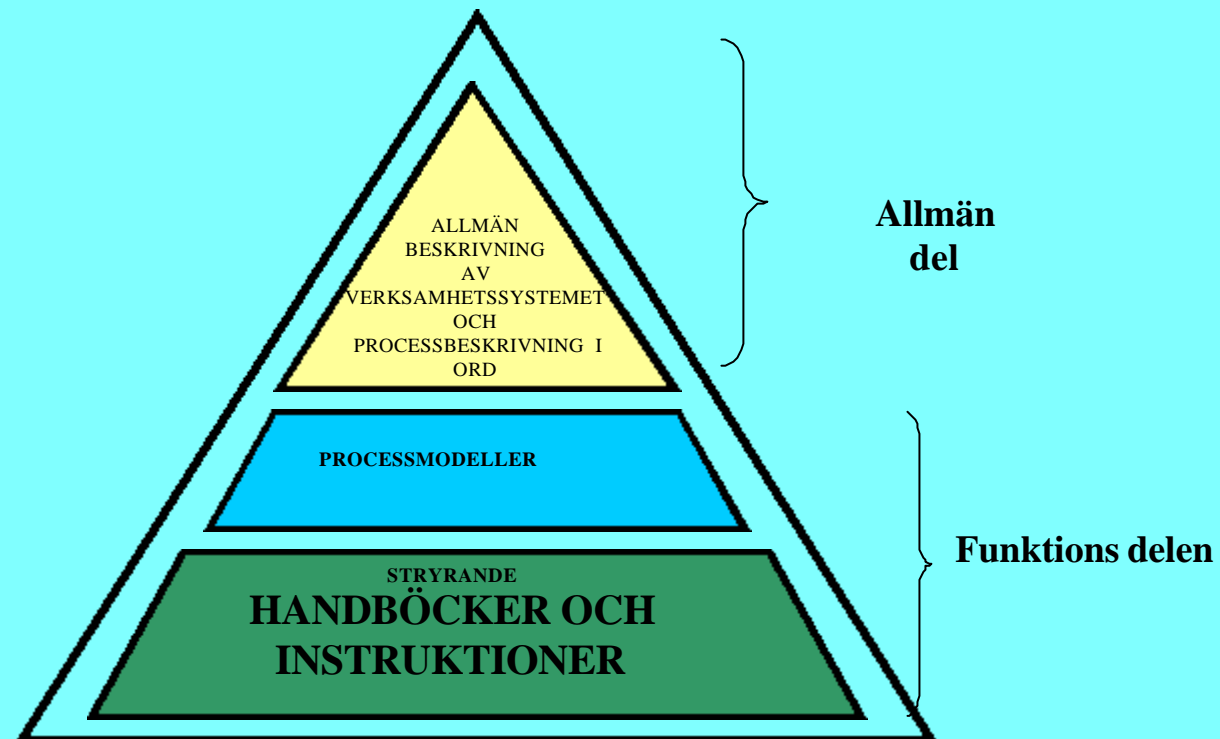 ALLMÄN
BESKRIVNING
AV
VERKSAMHETSSYSTEMET
OCH
PROCESSBESKRIVNING I
ORD
Allmän
del
PROCESSMODELLER
Funktions delen
STRYRANDE
HANDBÖCKER OCH
INSTRUKTIONER